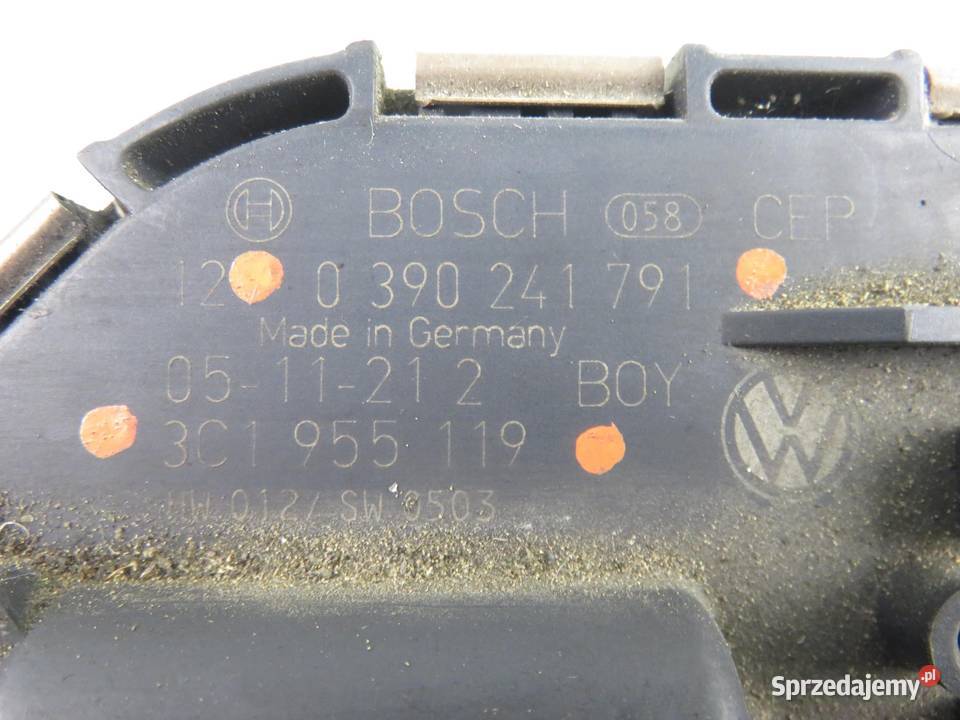 BOSCH 058 CEP
12V 0 390 241 791
Made in Germany
05-11-21 2 BOY
3C1 955 119
HW 012/ SW 0503
Sprzedajemy.pl